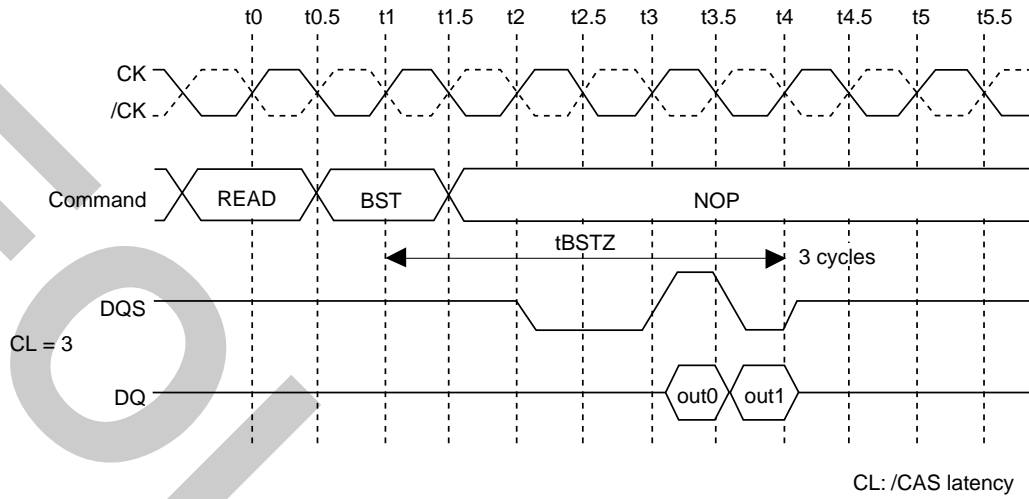 t0 t0.5 t1 t1.5 t2 t2.5 t3 t3.5 t4 t4.5 t5 t5.5
CK
/CK
Command READ BST NOP
tBSTZ 3 cycles
DQS
CL = 3
DQ out0 out1
CL: /CAS latency